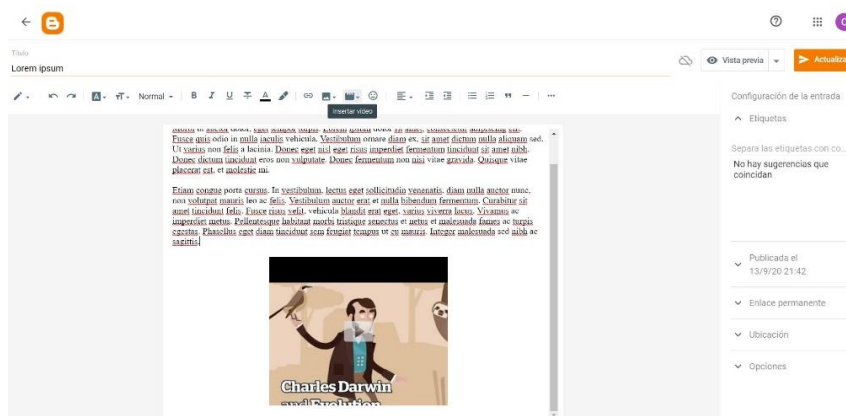 Título
Lorem ipsum
Vista previa
Actualiza
Normal
B I U A
Insertar vídeo
Configuración de la entrada
Etiquetas
Separa las etiquetas con co...
No hay sugerencias que
coincidan
Publicada el
13/9/20 21:42
Enlace permanente
Ubicación
Opciones
Fusce quis odio in nulla iaculis vehicula. Vestibulum ornare diam ex, sit amet dictum nulla aliquam sed.
Ut varius non felis a lacinia. Donec eget nisl eget risus imperdiet fermentum tincidunt sit amet nibh.
Donec dictum tincidunt eros non vulputate. Donec fermentum non nisi vitae gravida. Quisque vitae
placerat est, et molestie mi.
Etiam congue porta cursus. In vestibulum, lectus eget sollicitudin venenatis, diam nulla auctor nunc,
non volutpat mauris leo ac felis. Vestibulum auctor erat et nulla bibendum fermentum. Curabitur sit
amet tincidunt felis. Fusce risus velit, vehicula blandit erat eget, varius viverra lacus. Vivamus ac
imperdiet metus. Pellentesque habitant morbi tristique senectus et netus et malesuada fames ac turpis
egestas. Phasellus eget diam tincidunt sem feugiat tempus ut eu mauris. Integer malesuada sed nibh ac
sagittis.
Charles Darwin
and Evolution